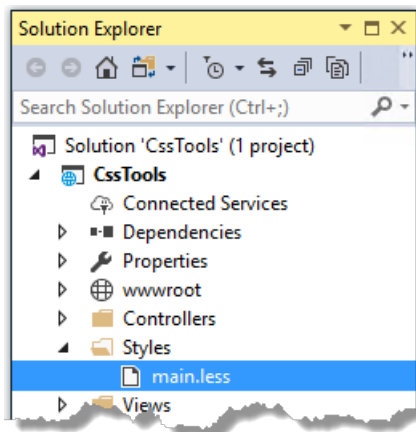 Solution Explorer
Search Solution Explorer (Ctrl+;)
Solution 'CssTools' (1 project)
CssTools
Connected Services
Dependencies
Properties
wwwroot
Controllers
Styles
main.less
Views